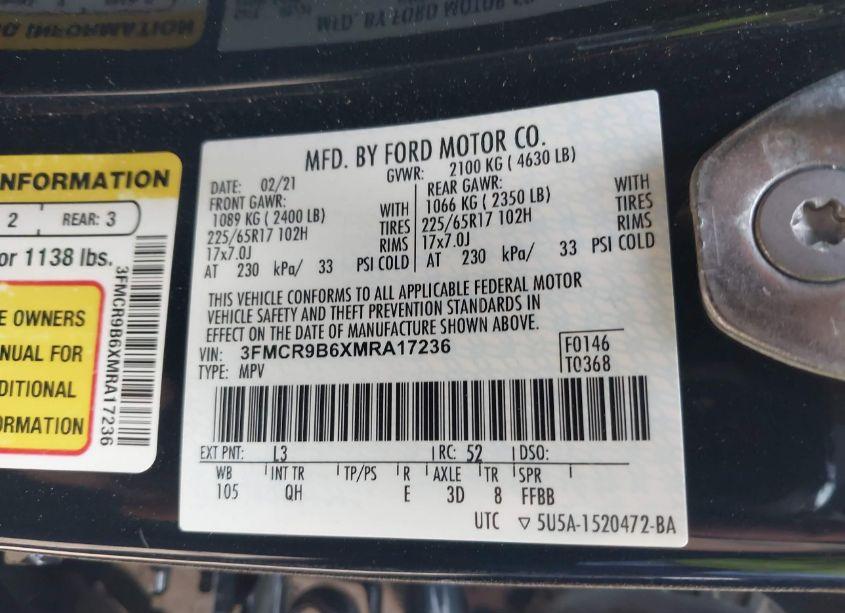 MFD. BY FORD MOTOR CO.
GVWR: 2100 KG ( 4630 LB)
DATE: 02/21
FRONT GAWR:
1089 KG (2400 LB) WITH
225/65R17 102H TIRES
17x7.0J RIMS
AT 230 kPa/ 33 PSI COLD
REAR GAWR: WITH
1066 KG ( 2350 LB) TIRES
225/65R17 102H RIMS
17x7.0J
AT 230 kPa/ 33 PSI COLD
THIS VEHICLE CONFORMS TO ALL APPLICABLE FEDERAL MOTOR
VEHICLE SAFETY AND THEFT PREVENTION STANDARDS IN
EFFECT ON THE DATE OF MANUFACTURE SHOWN ABOVE.
VIN: 3FMCR9B6XMRA17236
TYPE: MPV
F0146
T0368
EXT PNT: L3 RC: 52 DSO:
WB INT TR TP/PS R AXLE TR SPR
105 QH E 3D 8 FFBB
UTC ▽ 5U5A-1520472-BA
INFORMATION
2 REAR: 3
or 1138 lbs.
E OWNERS
NUAL FOR
DITIONAL
ORMATION
3FMCR9B6XMRA17236